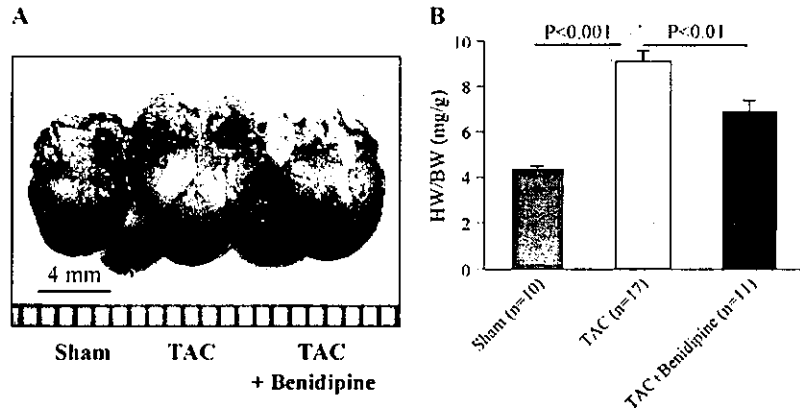 A
4 mm
Sham TAC TAC
+ Benidipine
B
P<0.001 P<0.01
10
8
6
4
2
0
HW/BW (mg/g)
Sham (n=10)
TAC (n=17)
TAC+Benidipine (n=11)